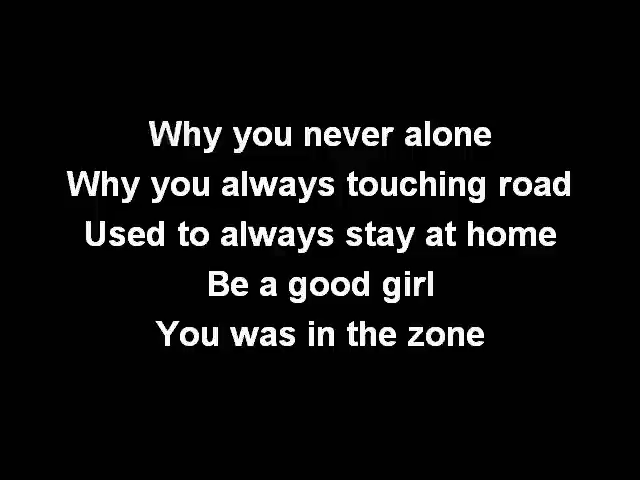 Why you never alone
Why you always touching road
Used to always stay at home
Be a good girl
You was in the zone